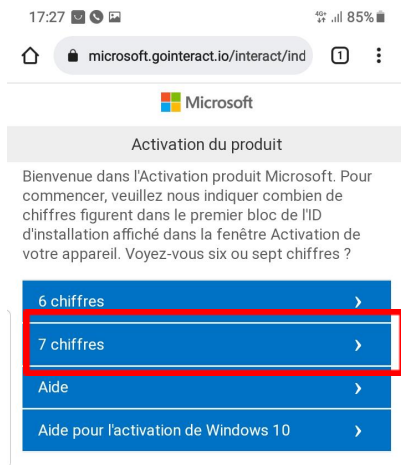 17:27 4G+ 85%
microsoft.gointeract.io/interact/ind 1
Microsoft
Activation du produit
Bienvenue dans l'Activation produit Microsoft. Pour
commencer, veuillez nous indiquer combien de
chiffres figurent dans le premier bloc de l'ID
d'installation affiché dans la fenêtre Activation de
votre appareil. Voyez-vous six ou sept chiffres ?
6 chiffres
7 chiffres
Aide
Aide pour l'activation de Windows 10